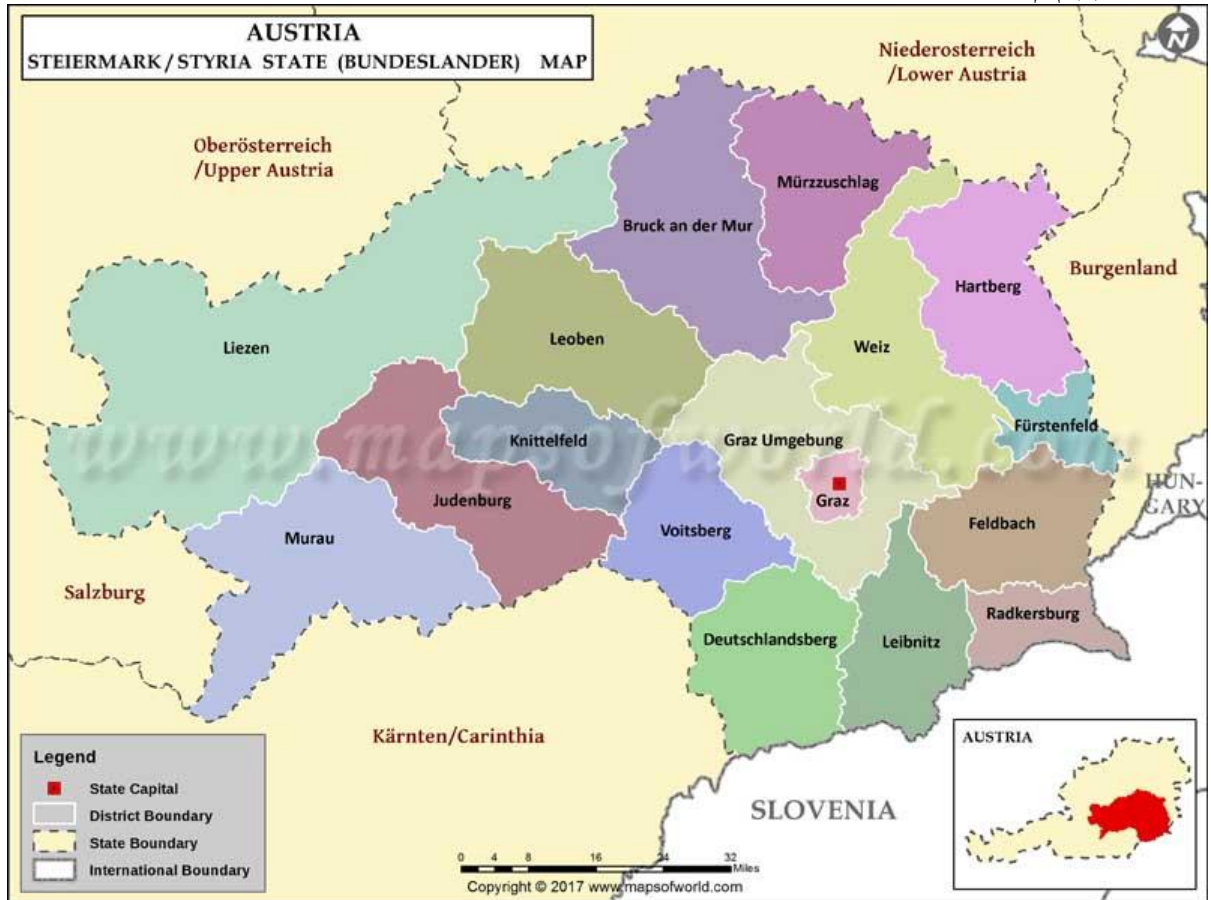 AUSTRIA
STEIERMARK/STYRIA STATE (BUNDESLANDER) MAP
N
Niederosterreich
/Lower Austria
Oberösterreich
/Upper Austria
Mürzzuschlag
Bruck an der Mur
Burgenland
Hartberg
Leoben
Weiz
Liezen
Fürstenfeld
Knittelfeld
Graz Umgebung
www.mapsofworld.com
HUN-
GARY
Judenburg
Graz
Feldbach
Murau
Voitsberg
Salzburg
Radkersburg
Deutschlandsberg
Leibnitz
Kärnten/Carinthia
Legend
State Capital
District Boundary
State Boundary
International Boundary
SLOVENIA
AUSTRIA
0 4 8 16 24 32
Miles
Copyright © 2017 www.mapsofworld.com